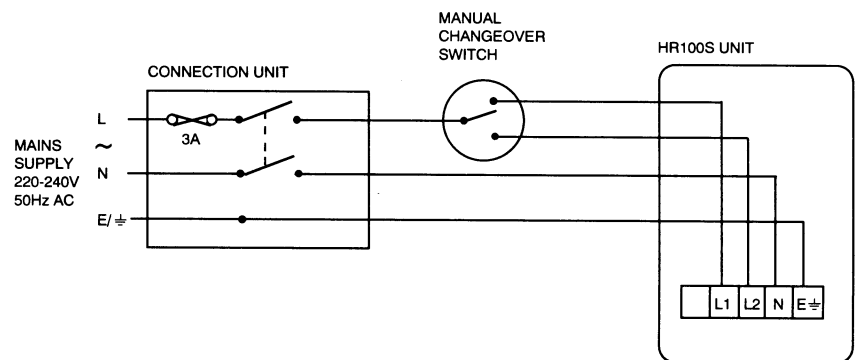 MANUAL
CHANGEOVER
SWITCH
HR100S UNIT
CONNECTION UNIT
L
3A
MAINS
SUPPLY
220-240V
50Hz AC
~
N
E/⏚
L1 L2 N E⏚